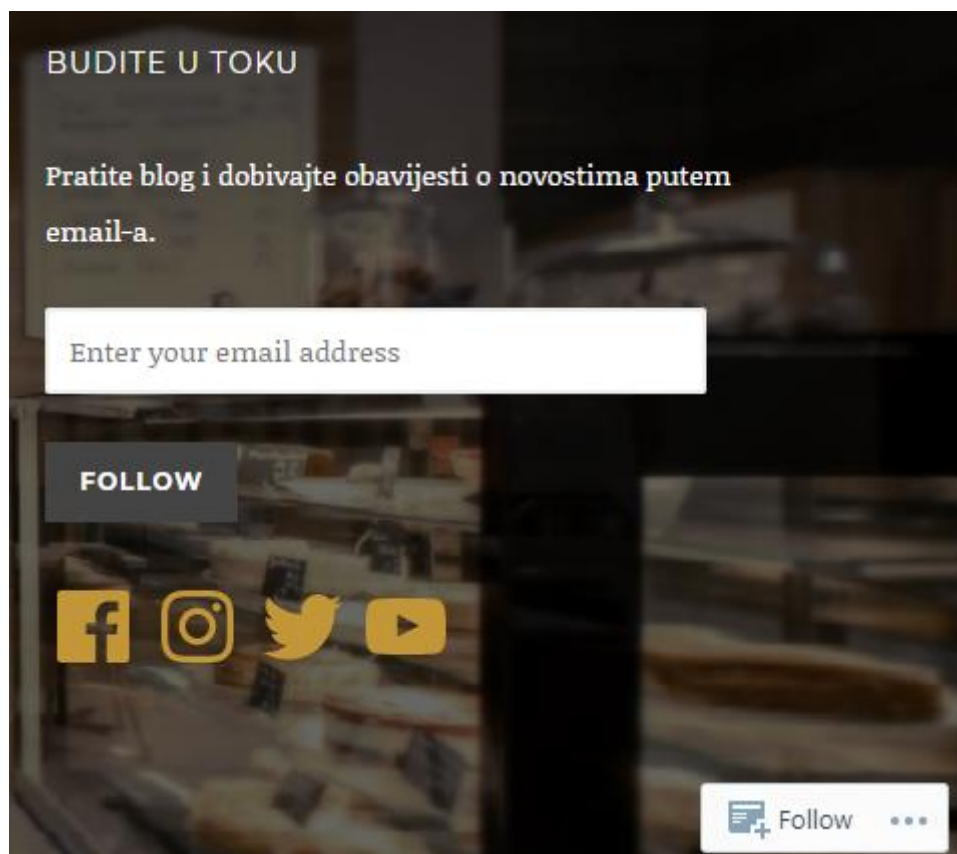 BUDITE U TOKU
Pratite blog i dobivajte obavijesti o novostima putem
email-a.
Enter your email address
FOLLOW
Follow